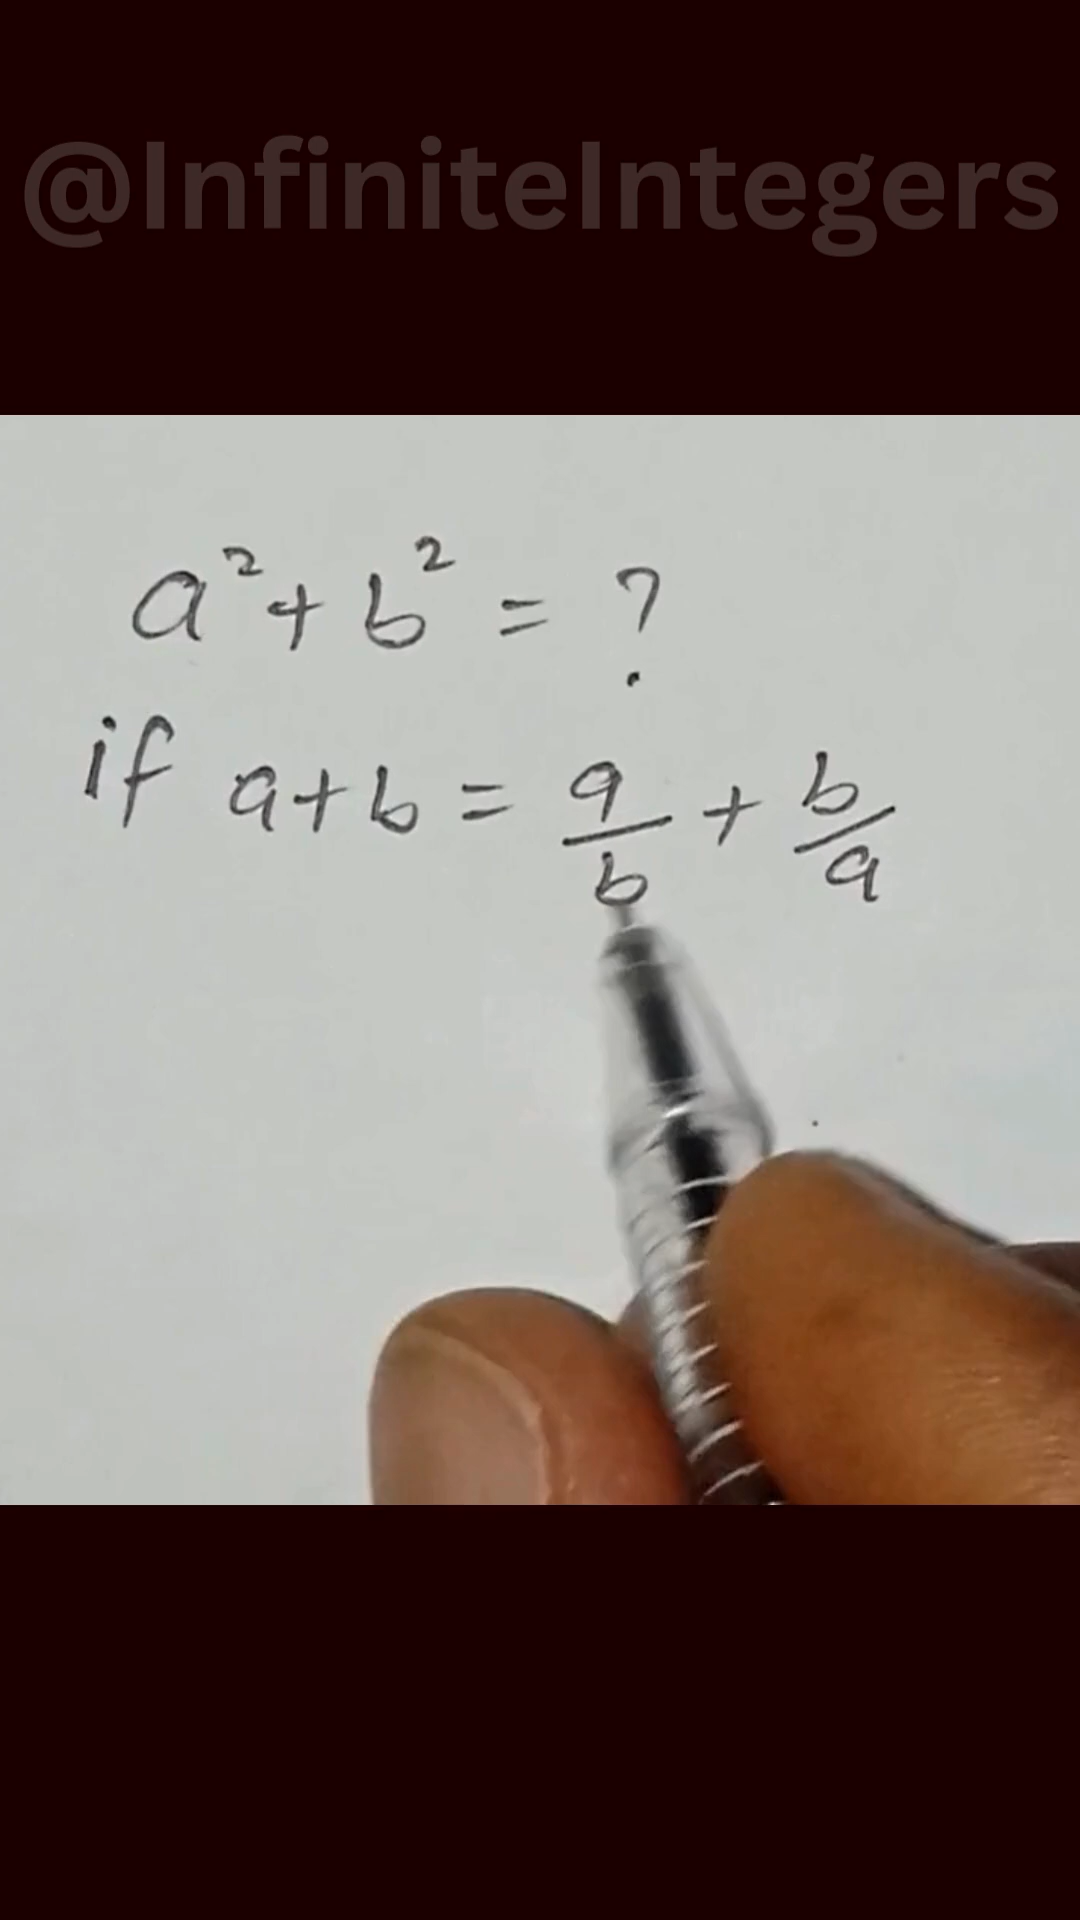 @InfiniteIntegers
a² + b² = ?
if a+b = a/b + b/a